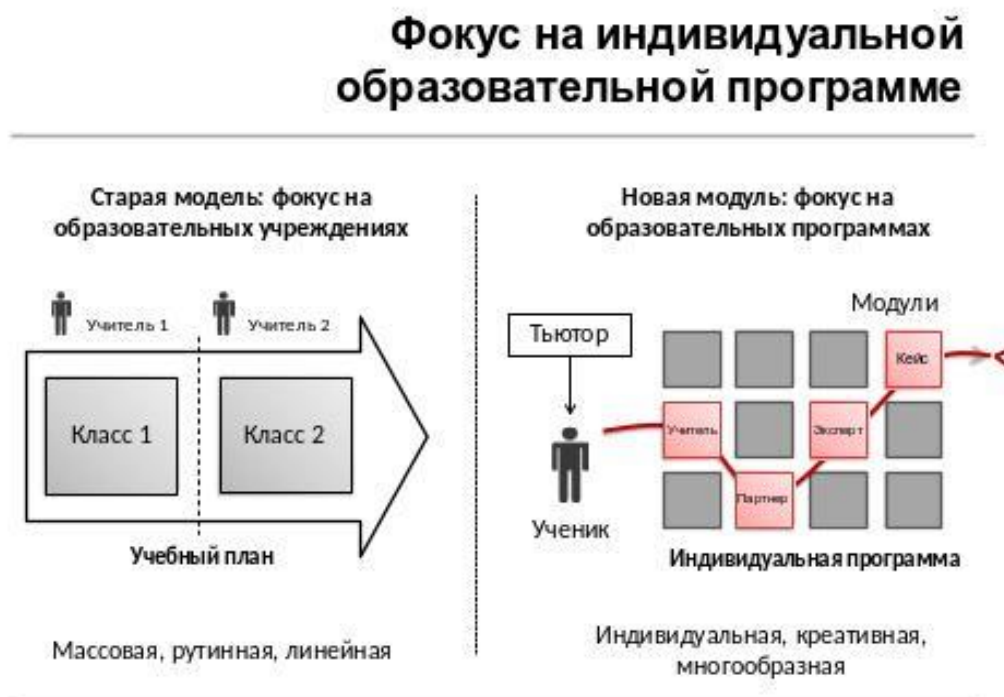 Фокус на индивидуальной
образовательной программе
Старая модель: фокус на
образовательных учреждениях
Учитель 1
Учитель 2
Класс 1
Класс 2
Учебный план
Массовая, рутинная, линейная
Новая модуль: фокус на
образовательных программах
Модули
Тьютор
Кейс
Учитель
Эксперт
Партнер
Ученик
Индивидуальная программа
Индивидуальная, креативная,
многообразная